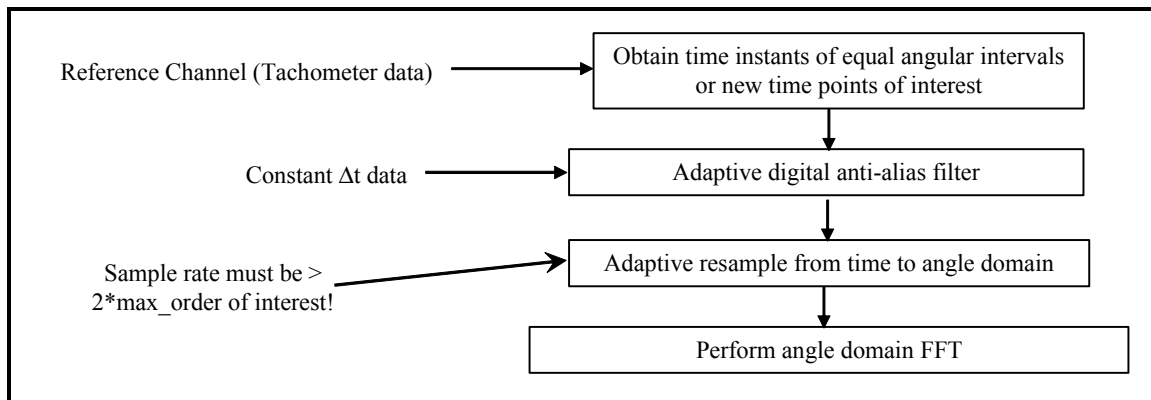 Reference Channel (Tachometer data)
Obtain time instants of equal angular intervals
or new time points of interest
Constant Δt data
Adaptive digital anti-alias filter
Sample rate must be >
2*max_order of interest!
Adaptive resample from time to angle domain
Perform angle domain FFT